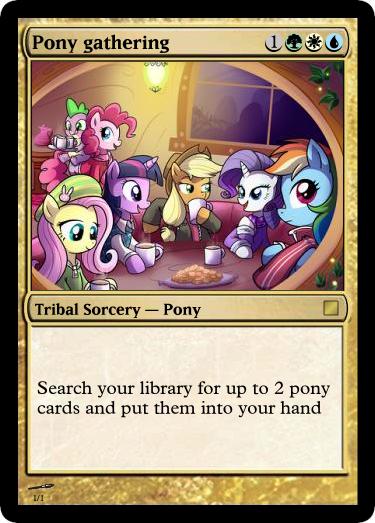 Pony gathering 1
Tribal Sorcery — Pony
Search your library for up to 2 pony
cards and put them into your hand
1/1